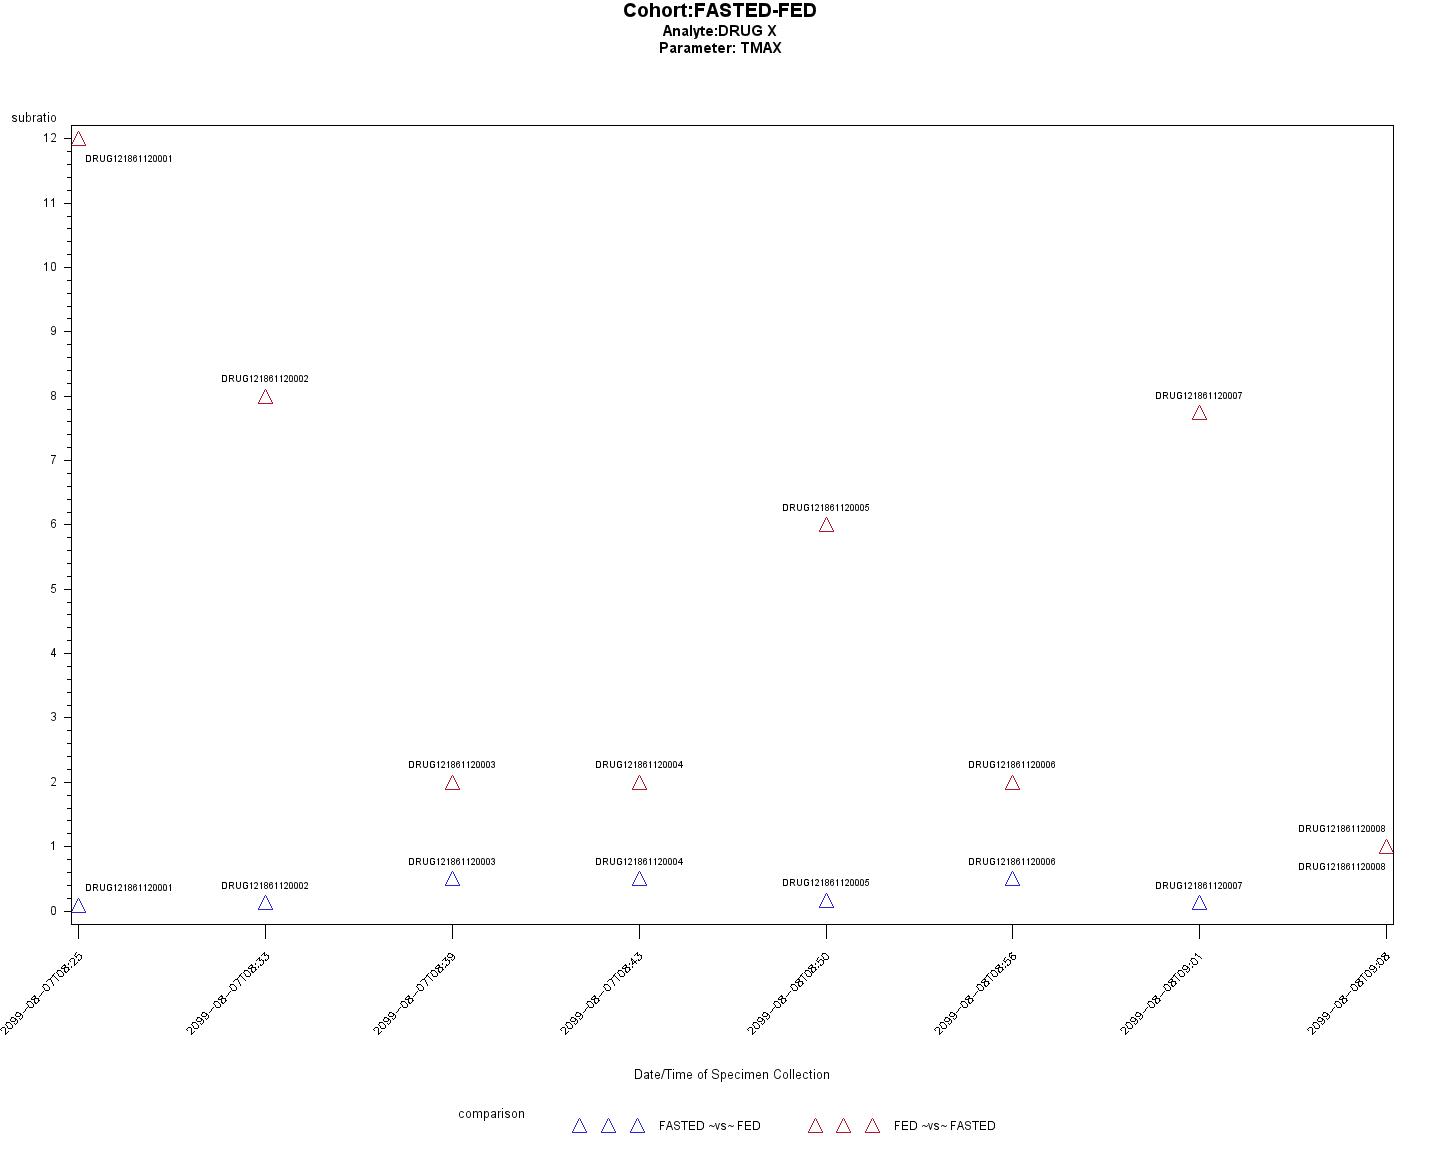 Cohort:FASTED-FED
Analyte:DRUG X
Parameter: TMAX
subratio
12
DRUG121861120001
11
10
9
DRUG121861120002
8
DRUG121861120007
7
DRUG121861120005
6
5
4
3
DRUG121861120003
DRUG121861120004
DRUG121861120006
2
DRUG121861120008
1
DRUG121861120003
DRUG121861120004
DRUG121861120006
DRUG121861120008
DRUG121861120001
DRUG121861120002
DRUG121861120005
DRUG121861120007
0
2099-08-07T08:25
2099-08-07T08:33
2099-08-07T08:39
2099-08-07T08:43
2099-08-08T08:50
2099-08-08T08:56
2099-08-08T09:01
2099-08-08T09:08
Date/Time of Specimen Collection
comparison
FASTED ~vs~ FED
FED ~vs~ FASTED